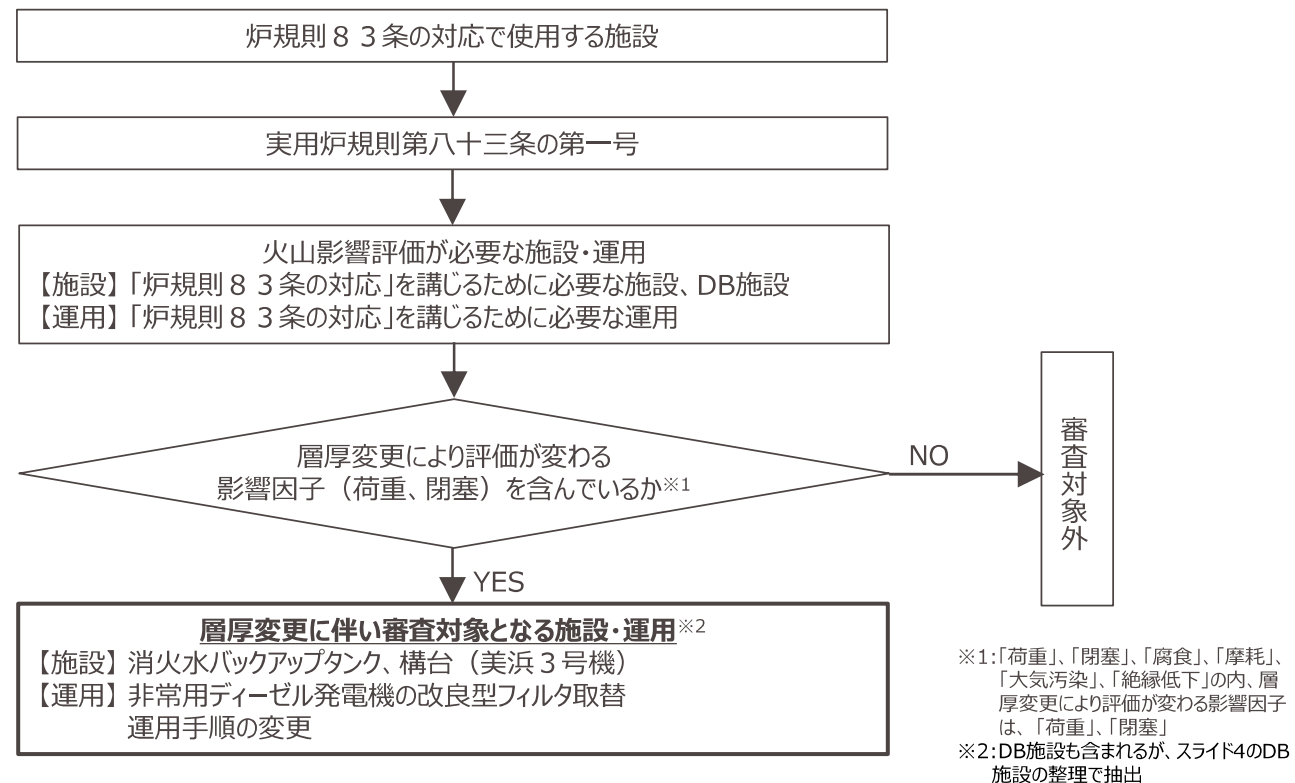 炉規則８３条の対応で使用する施設
実用炉規則第八十三条の第一号
火山影響評価が必要な施設・運用
【施設】「炉規則８３条の対応」を講じるために必要な施設、DB施設
【運用】「炉規則８３条の対応」を講じるために必要な運用
層厚変更により評価が変わる
影響因子（荷重、閉塞）を含んでいるか※1
NO
審査対象外
YES
層厚変更に伴い審査対象となる施設・運用※2
【施設】消火水バックアップタンク、構台（美浜３号機）
【運用】非常用ディーゼル発電機の改良型フィルタ取替
運用手順の変更
※1:「荷重」、「閉塞」、「腐食」、「摩耗」、
「大気汚染」、「絶縁低下」の内、層
厚変更により評価が変わる影響因子
は、「荷重」、「閉塞」
※2:DB施設も含まれるが、スライド4のDB
施設の整理で抽出